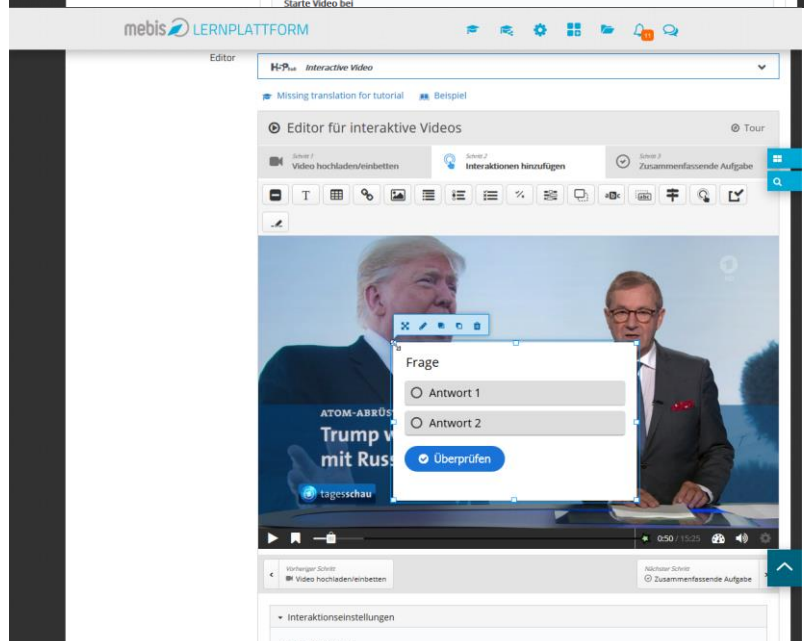 Starte Video bei
mebis LERNPLATTFORM
11
Editor
H5P Interactive Video
Missing translation for tutorial Beispiel
Editor für interaktive Videos Tour
Schritt 1
Video hochladen/einbetten
Schritt 2
Interaktionen hinzufügen
Schritt 3
Zusammenfassende Aufgabe
T
Frage
Antwort 1
Antwort 2
Überprüfen
ATOM-ABRÜS
Trump w
mit Russ
tagesschau
0:50 / 15:25
Vorheriger Schritt
Video hochladen/einbetten
Nächster Schritt
Zusammenfassende Aufgabe
Interaktionseinstellungen